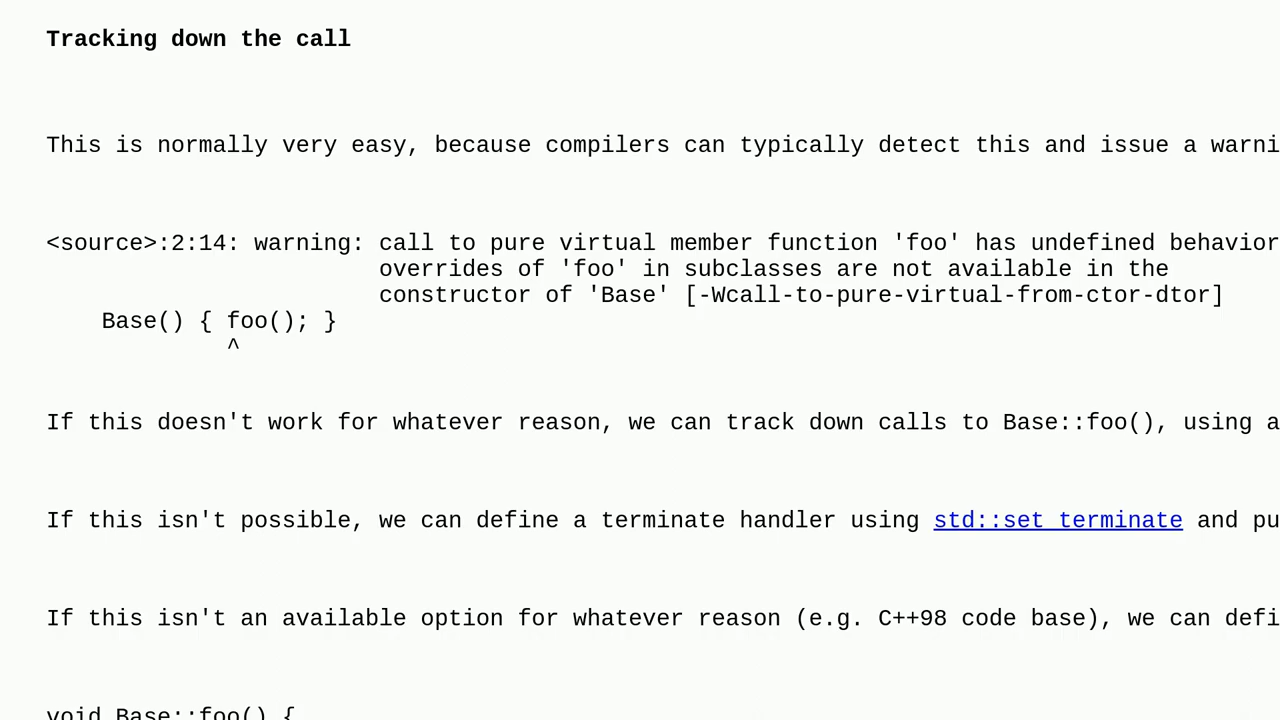 Tracking down the call
This is normally very easy, because compilers can typically detect this and issue a warni
<source>:2:14: warning: call to pure virtual member function 'foo' has undefined behavior
overrides of 'foo' in subclasses are not available in the
constructor of 'Base' [-Wcall-to-pure-virtual-from-ctor-dtor]
Base() { foo(); }
^
If this doesn't work for whatever reason, we can track down calls to Base::foo(), using a
If this isn't possible, we can define a terminate handler using std::set_terminate and pu
If this isn't an available option for whatever reason (e.g. C++98 code base), we can defi
void Base::foo() {